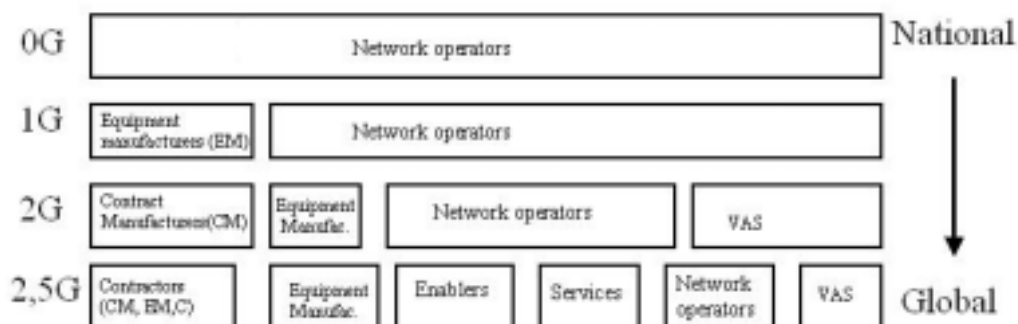 0G Network operators National
1G Equipment
manufacturers (EM) Network operators
2G Contract
Manufacturers(CM) Equipment
Manufac. Network operators VAS
2,5G Contractors
(CM, EM,C) Equipment
Manufac. Enablers Services Network
operators VAS Global